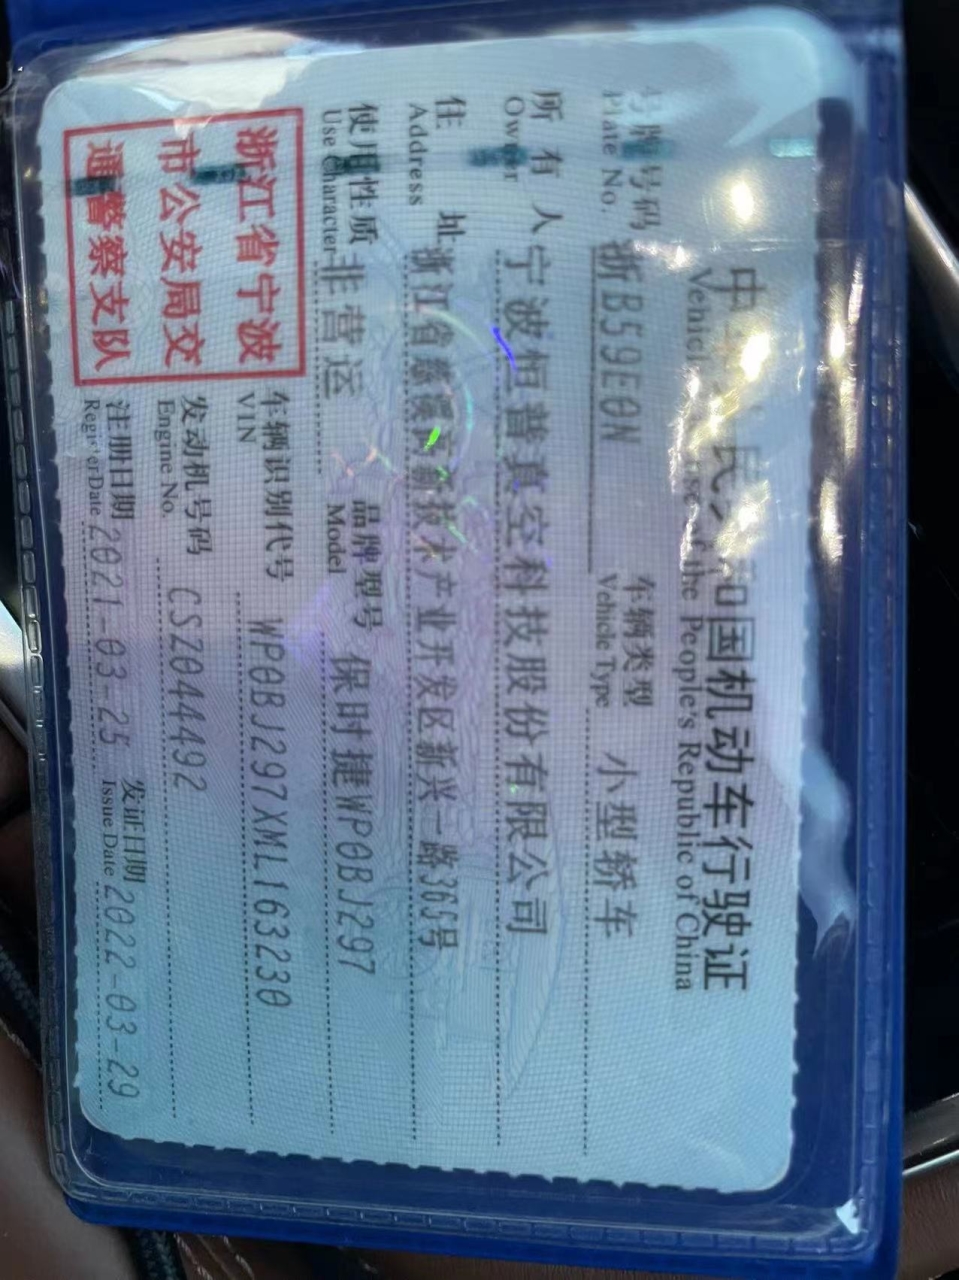 中华人民共和国机动车行驶证
Vehicle License of the People's Republic of China
号牌号码 浙B59E0N 车辆类型 小型轿车
Plate No. Vehicle Type
所有人 宁波恒普真空科技股份有限公司
Owner
住址 浙江省慈溪高新技术产业开发区新兴一路365号
Address
使用性质 非营运 品牌型号 保时捷WP0BJ297
Use Character Model
浙江省宁波
市公安局交
通警察支队
车辆识别代号 WP0BJ297XML163230
VIN
发动机号码 CSZ044492
Engine No.
注册日期 2021-03-25 发证日期 2022-03-29
Register Date Issue Date